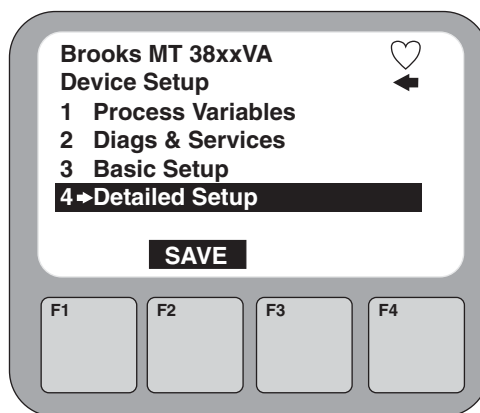 Brooks MT 38xxVA
Device Setup
1 Process Variables
2 Diags & Services
3 Basic Setup
4 Detailed Setup
SAVE
F1 F2 F3 F4